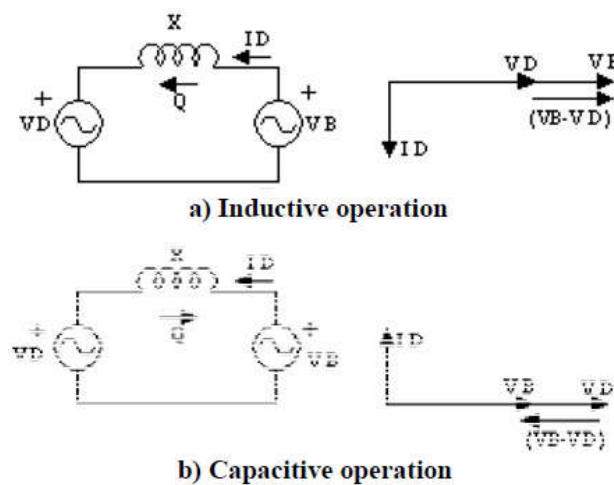 X
ID
+
VD
Q
+
VB
VD
VB
(VB-VD)
ID
a) Inductive operation
X
ID
+
VD
Q
+
VB
ID
VB
VD
(VB-VD)
b) Capacitive operation